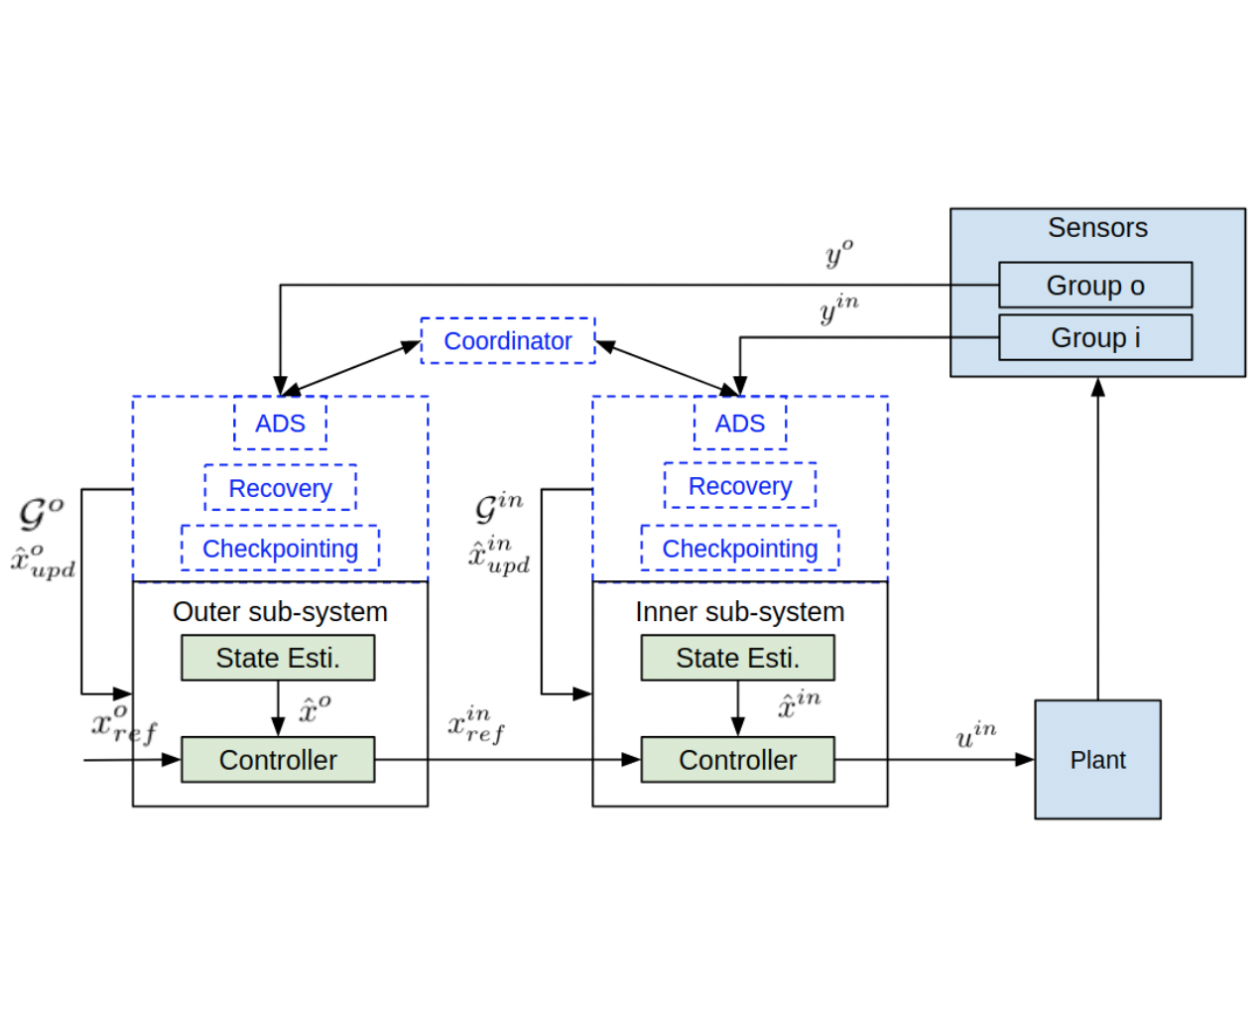 Sensors
y^o
Group o
y^{in}
Group i
Coordinator
ADS
ADS
Recovery
Recovery
\mathcal{G}^o
\mathcal{G}^{in}
Checkpointing
Checkpointing
\hat{x}^o_{upd}
\hat{x}^{in}_{upd}
Outer sub-system
Inner sub-system
State Esti.
State Esti.
\hat{x}^o
\hat{x}^{in}
x^o_{ref}
x^{in}_{ref}
u^{in}
Controller
Controller
Plant